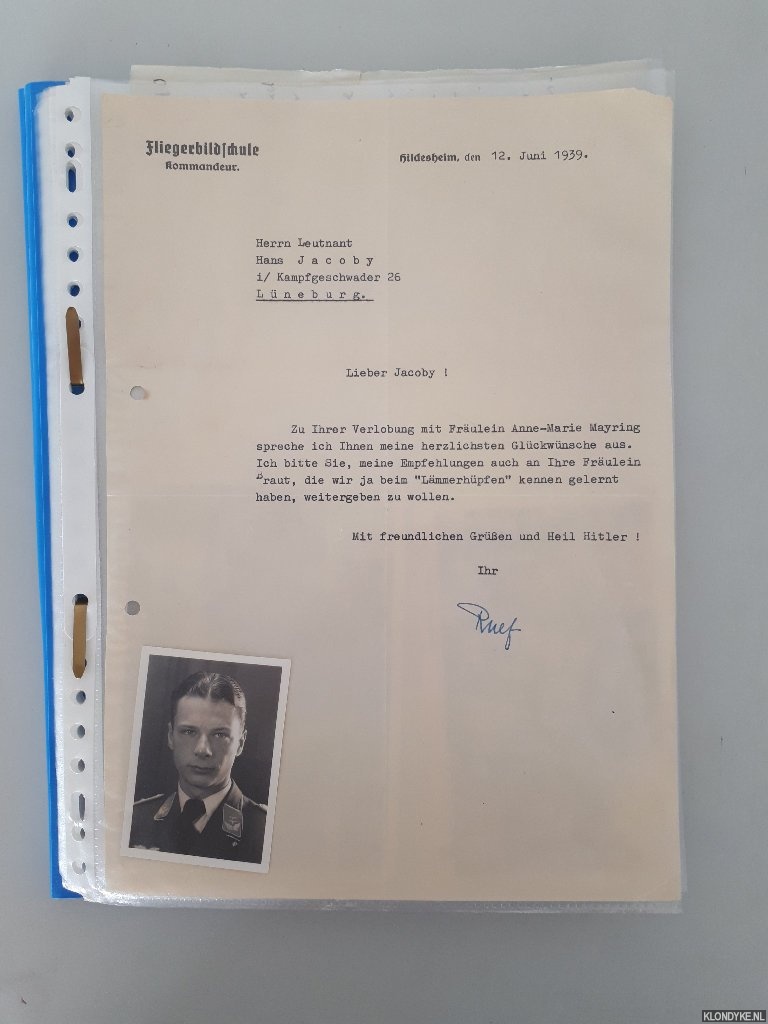 Fliegerbildschule
Kommandeur.
Hildesheim, den 12. Juni 1939.
Herrn Leutnant
Hans J a c o b y
i/ Kampfgeschwader 26
L ü n e b u r g.
Lieber Jacoby !
Zu Ihrer Verlobung mit Fräulein Anne-Marie Mayring
spreche ich Ihnen meine herzlichsten Glückwünsche aus.
Ich bitte Sie, meine Empfehlungen auch an Ihre Fräulein
Braut, die wir ja beim "Lämmerhüpfen" kennen gelernt
haben, weitergeben zu wollen.
Mit freundlichen Grüßen und Heil Hitler !
Ihr
Ruef
KLONDYKE.NL